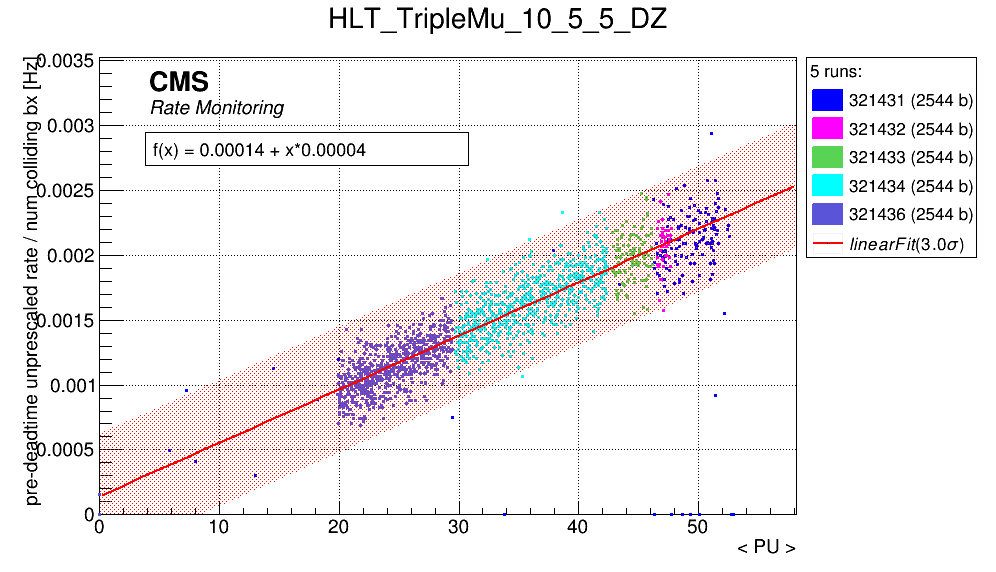 HLT_TripleMu_10_5_5_DZ
pre-deadtime unprescaled rate / num colliding bx [Hz]
0.0035
0.003
0.0025
0.002
0.0015
0.001
0.0005
0
CMS
Rate Monitoring
f(x) = 0.00014 + x*0.00004
0 10 20 30 40 50
< PU >
5 runs:
321431 (2544 b)
321432 (2544 b)
321433 (2544 b)
321434 (2544 b)
321436 (2544 b)
linearFit(3.0σ)